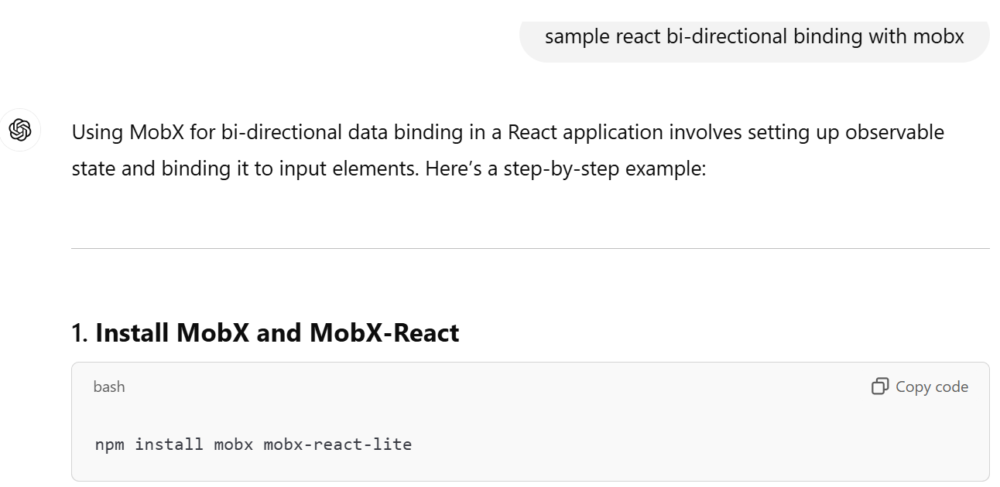 sample react bi-directional binding with mobx
Using MobX for bi-directional data binding in a React application involves setting up observable
state and binding it to input elements. Here’s a step-by-step example:
1. Install MobX and MobX-React
bash
Copy code
npm install mobx mobx-react-lite